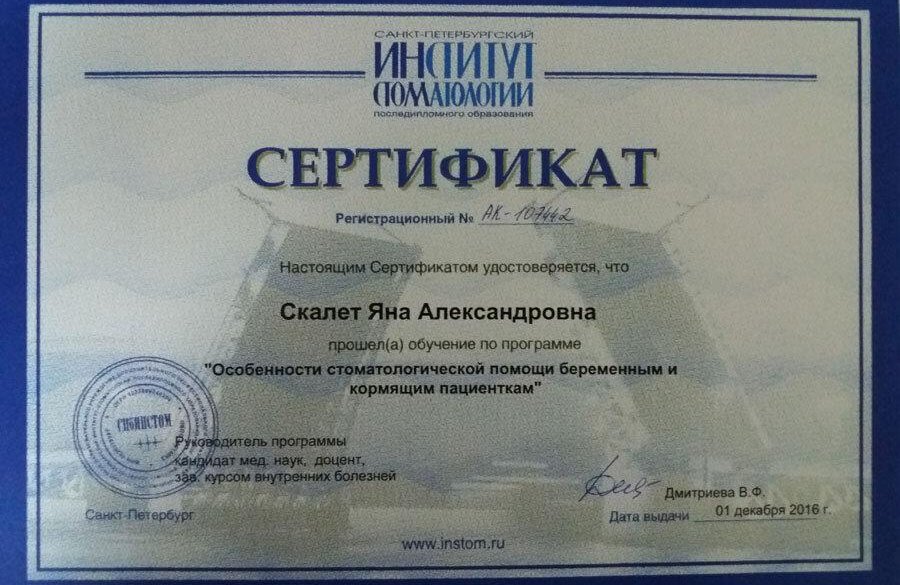 САНКТ-ПЕТЕРБУРГСКИЙ
ИНСТИТУТ
СТОМАТОЛОГИИ
последипломного образования
СЕРТИФИКАТ
Регистрационный № АК-107442
Настоящим Сертификатом удостоверяется, что
Скалет Яна Александровна
прошел(а) обучение по программе
"Особенности стоматологической помощи беременным и
кормящим пациенткам"
СПБИНСТОМ
Руководитель программы
кандидат мед. наук, доцент,
зав. курсом внутренних болезней
Дмитриева В.Ф.
Санкт-Петербург
Дата выдачи 01 декабря 2016 г.
www.instom.ru